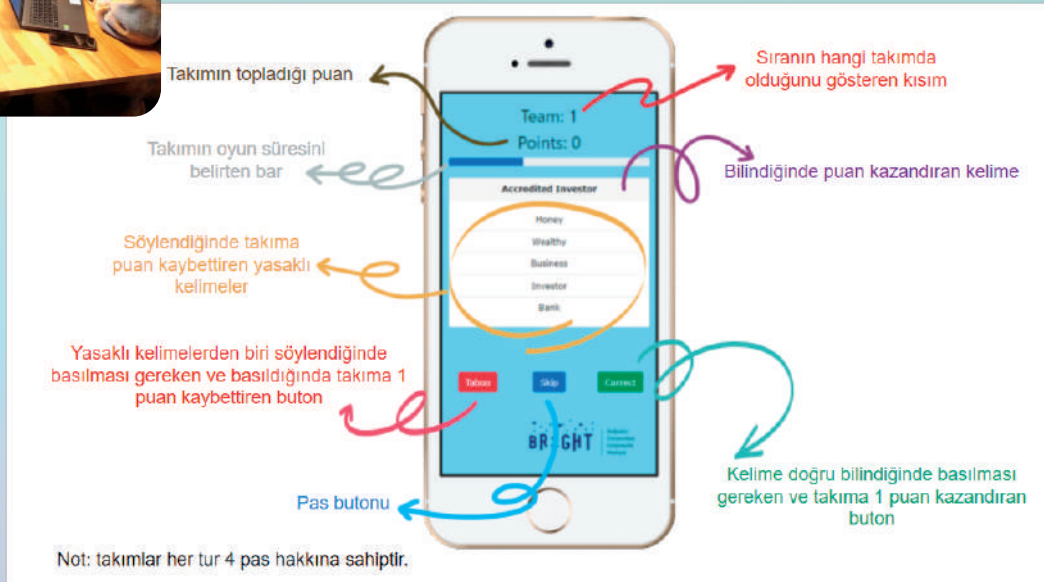 Takımın topladığı puan
Sıranın hangi takımda
olduğunu gösteren kısım
Team: 1
Points: 0
Takımın oyun süresini
belirten bar
Bilindiğinde puan kazandıran kelime
Accredited Investor
Money
Wealthy
Business
Investor
Bank
Söylendiğinde takıma
puan kaybettiren yasaklı
kelimeler
Yasaklı kelimelerden biri söylendiğinde
basılması gereken ve basıldığında takıma 1
puan kaybettiren buton
Taboo
Skip
Correct
BRIGHT
Kelime doğru bilindiğinde basılması
gereken ve takıma 1 puan kazandıran
buton
Pas butonu
Not: takımlar her tur 4 pas hakkına sahiptir.